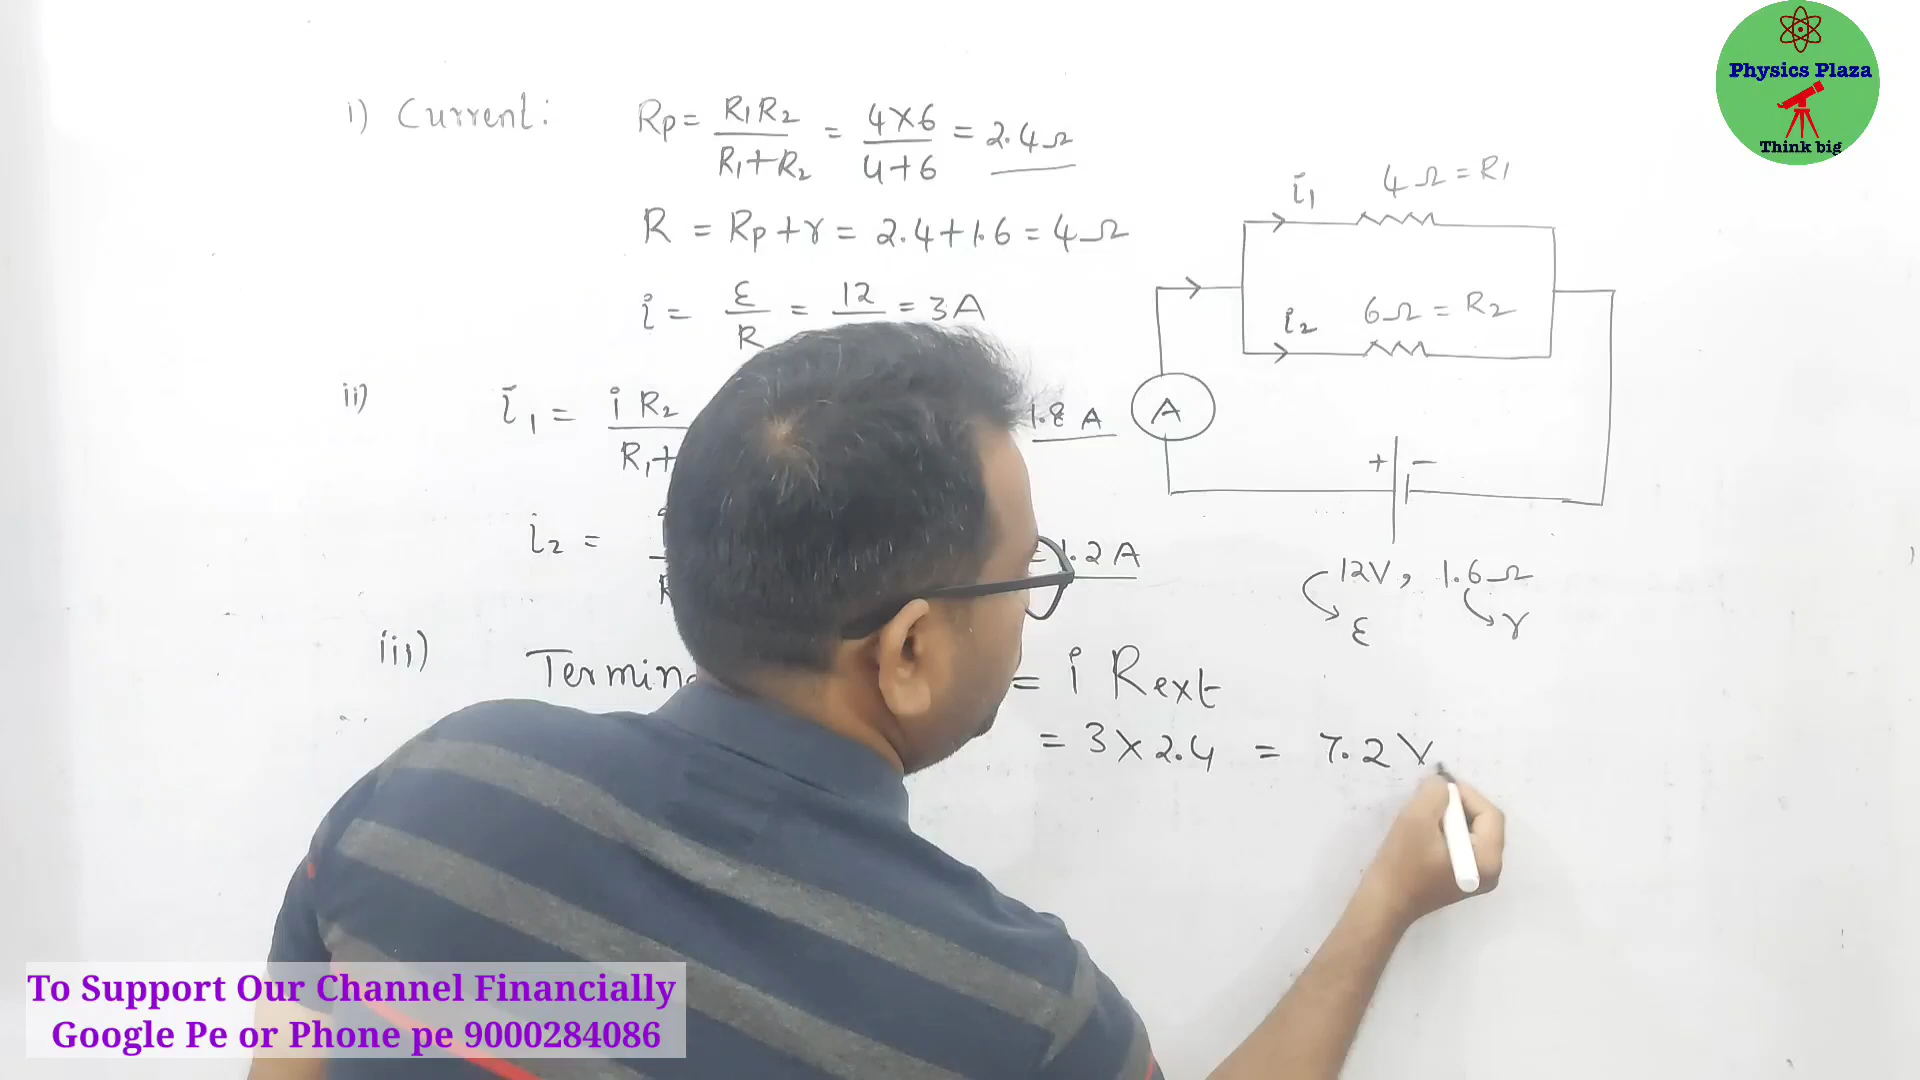 Physics Plaza
Think big
i) Current: Rp = R1R2 / R1+R2 = 4×6 / 4+6 = 2.4Ω
R = Rp+r = 2.4+1.6 = 4Ω
i = ε / R = 12 = 3A
ii) i1 = i R2 / R1+ 1.8 A
i2 = = 1.2 A
iii) = i Rext
= 3×2.4 = 7.2V
i1 4Ω = R1
i2 6Ω = R2
A
+ −
12V, 1.6Ω
ε r
To Support Our Channel Financially
Google Pe or Phone pe 9000284086